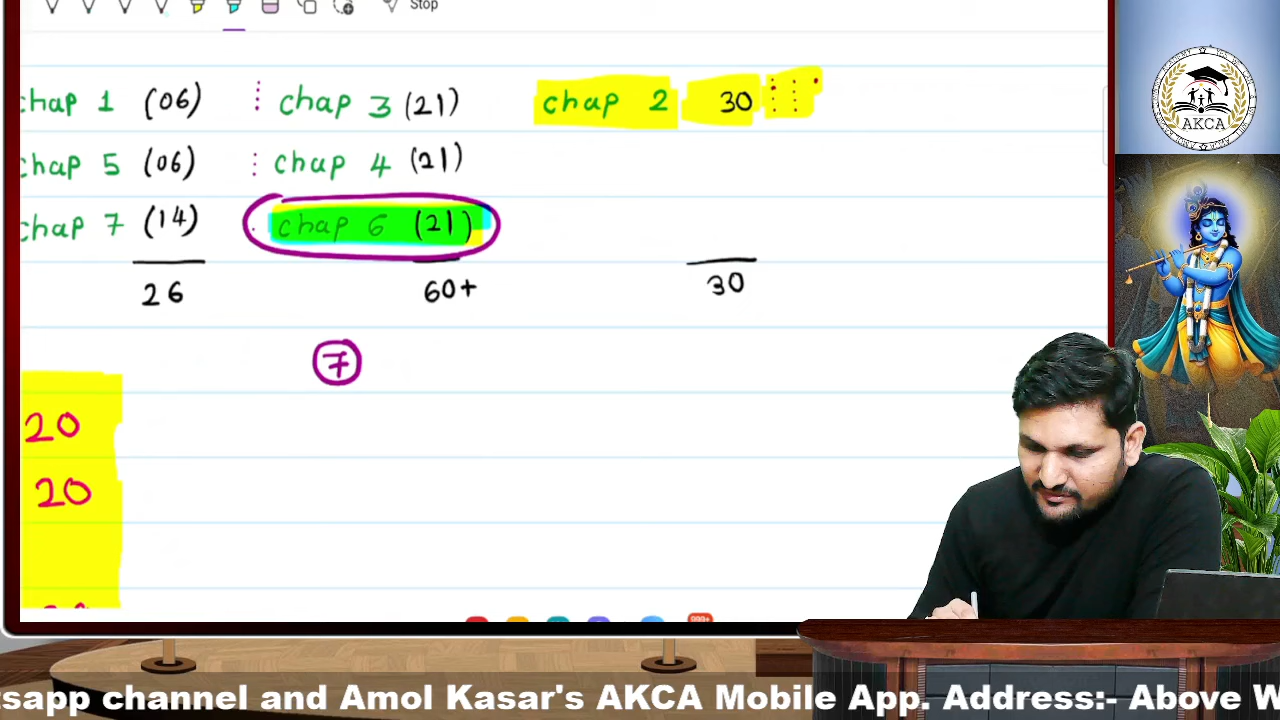 Stop
chap 1 (06) chap 3 (21) chap 2 30
chap 5 (06) chap 4 (21)
chap 7 (14) chap 6 (21)
26 60+ 30
7
20
20
999+
AKCA
tsapp channel and Amol Kasar's AKCA Mobile App. Address:- Above W